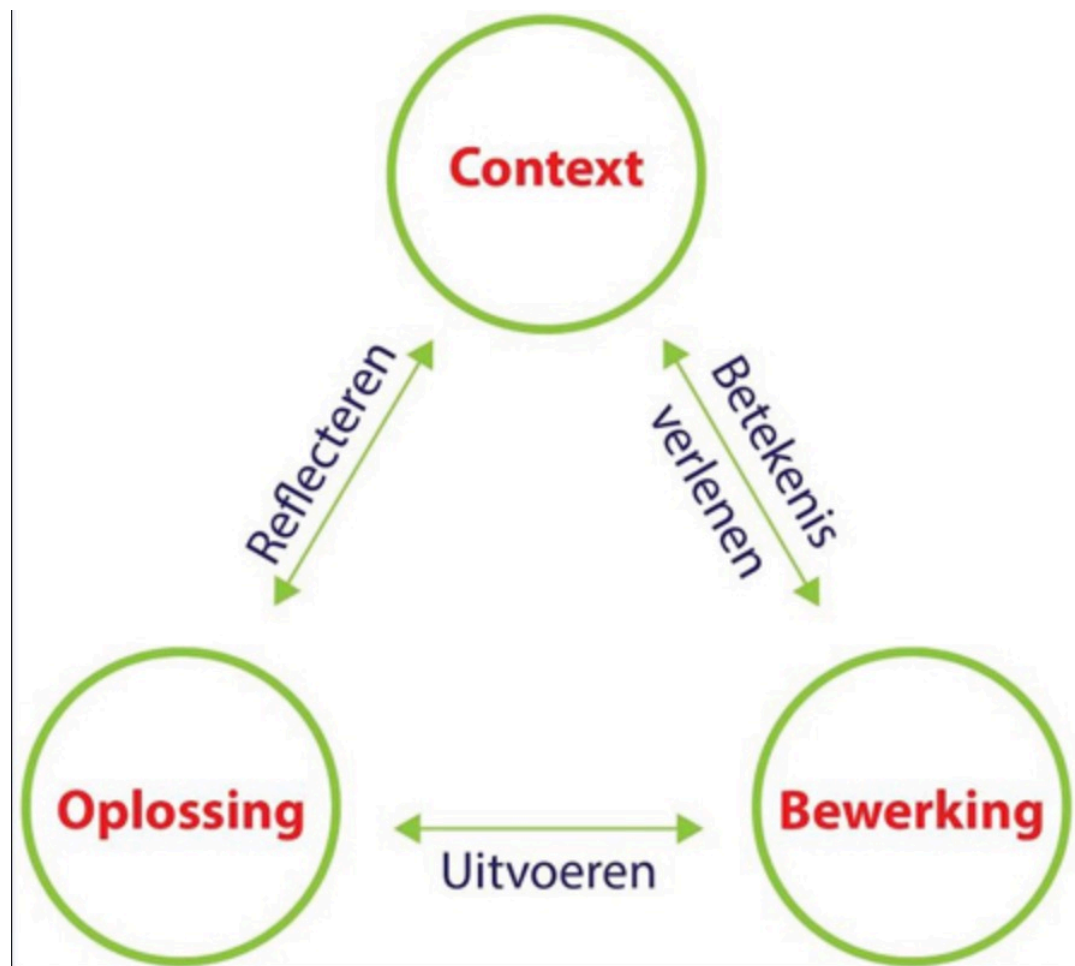 Context
Reflecteren
Betekenis
verlenen
Oplossing
Bewerking
Uitvoeren